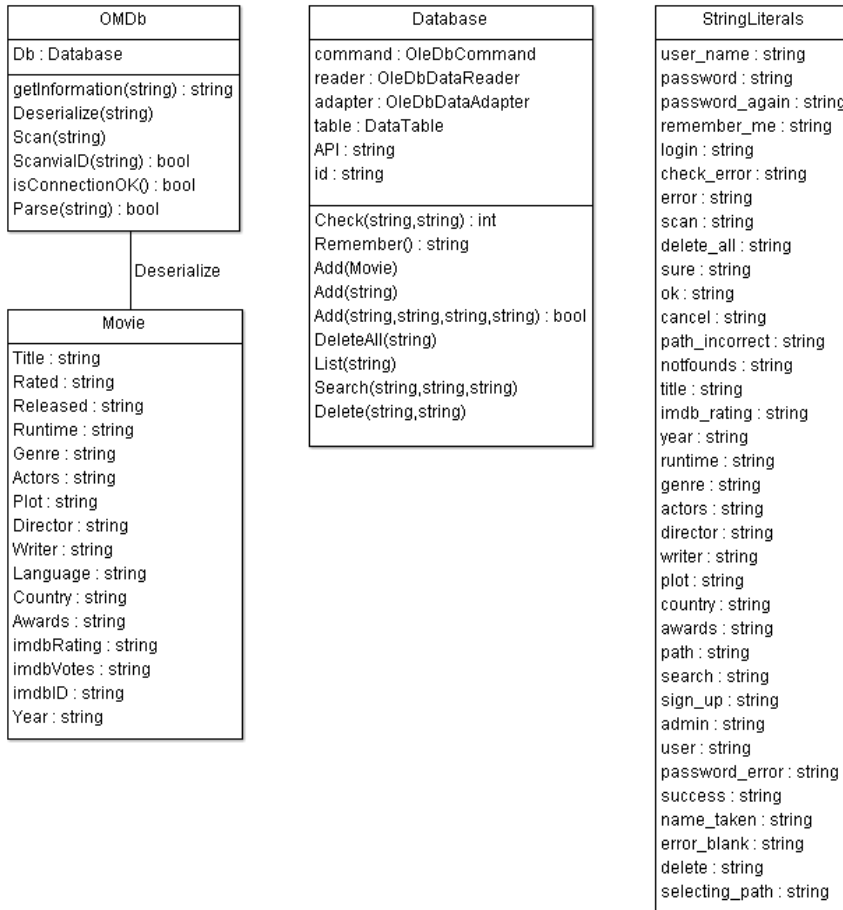 OMDb
Db : Database
getInformation(string) : string
Deserialize(string)
Scan(string)
ScanviaID(string) : bool
isConnectionOK() : bool
Parse(string) : bool
Deserialize
Movie
Title : string
Rated : string
Released : string
Runtime : string
Genre : string
Actors : string
Plot : string
Director : string
Writer : string
Language : string
Country : string
Awards : string
imdbRating : string
imdbVotes : string
imdbID : string
Year : string
Database
command : OleDbCommand
reader : OleDbDataReader
adapter : OleDbDataAdapter
table : DataTable
API : string
id : string
Check(string,string) : int
Remember() : string
Add(Movie)
Add(string)
Add(string,string,string,string) : bool
DeleteAll(string)
List(string)
Search(string,string,string)
Delete(string,string)
StringLiterals
user_name : string
password : string
password_again : string
remember_me : string
login : string
check_error : string
error : string
scan : string
delete_all : string
sure : string
ok : string
cancel : string
path_incorrect : string
notfounds : string
title : string
imdb_rating : string
year : string
runtime : string
genre : string
actors : string
director : string
writer : string
plot : string
country : string
awards : string
path : string
search : string
sign_up : string
admin : string
user : string
password_error : string
success : string
name_taken : string
error_blank : string
delete : string
selecting_path : string